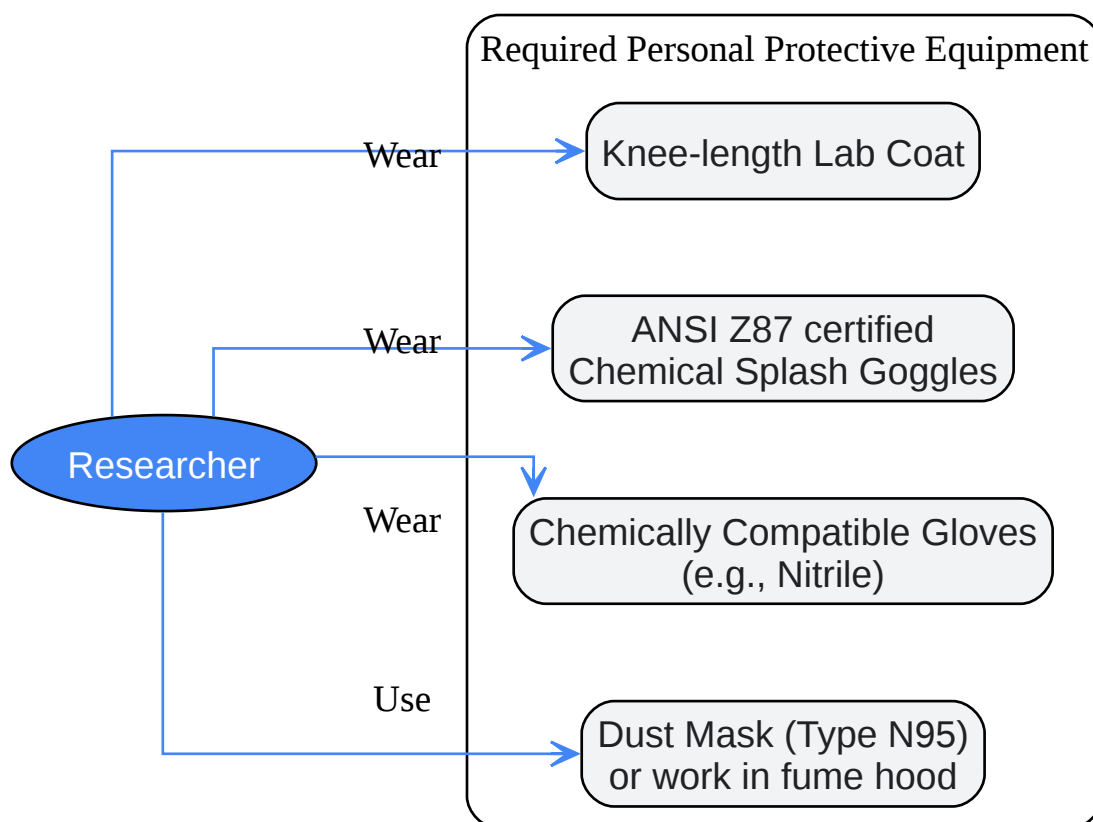 Required Personal Protective Equipment
Wear
Knee-length Lab Coat
Wear
ANSI Z87 certified
Chemical Splash Goggles
Researcher
Wear
Chemically Compatible Gloves
(e.g., Nitrile)
Use
Dust Mask (Type N95)
or work in fume hood